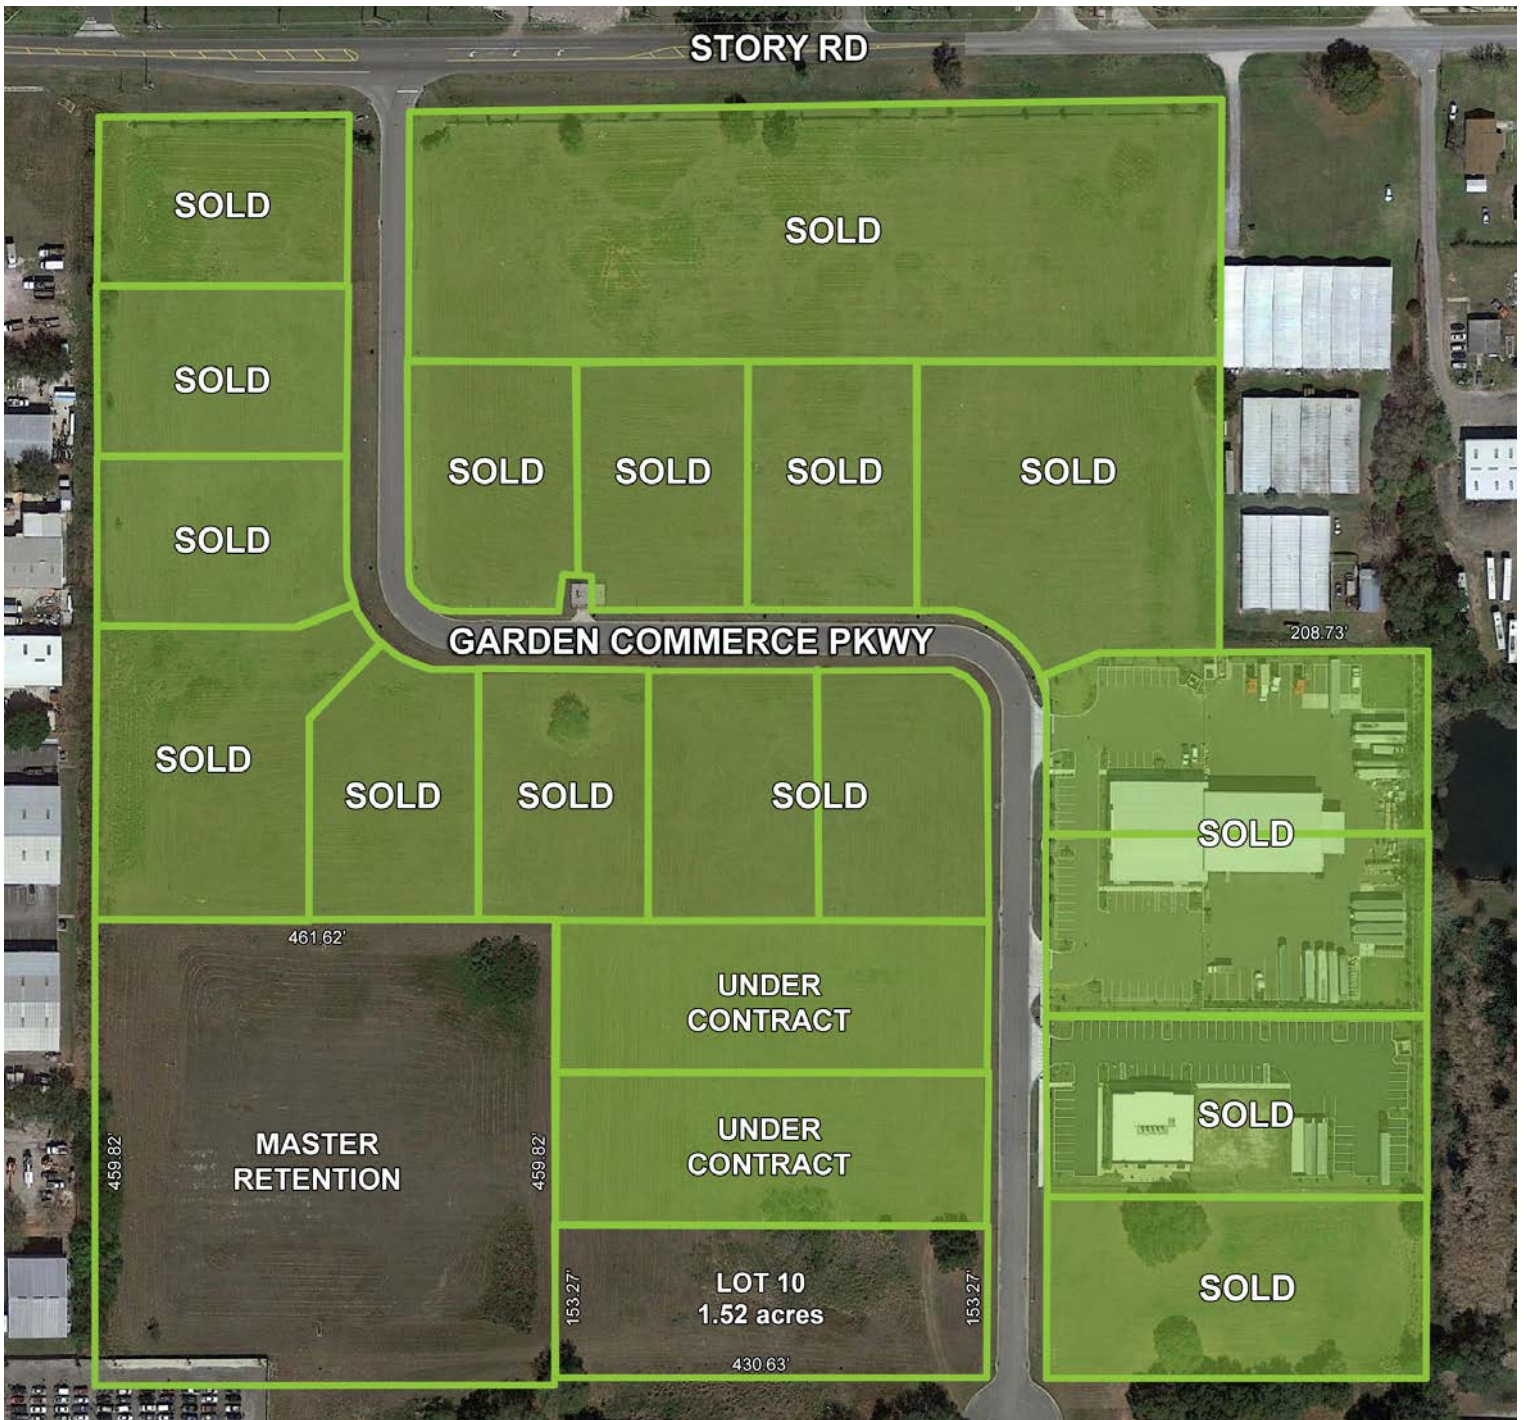 STORY RD
SOLD
SOLD
SOLD
SOLD
SOLD
SOLD
SOLD
SOLD
SOLD
208.73'
GARDEN COMMERCE PKWY
SOLD
SOLD
SOLD
SOLD
SOLD
461.62'
UNDER
CONTRACT
459.82'
MASTER
RETENTION
459.82'
UNDER
CONTRACT
SOLD
153.27'
LOT 10
1.52 acres
153.27'
SOLD
430.63'